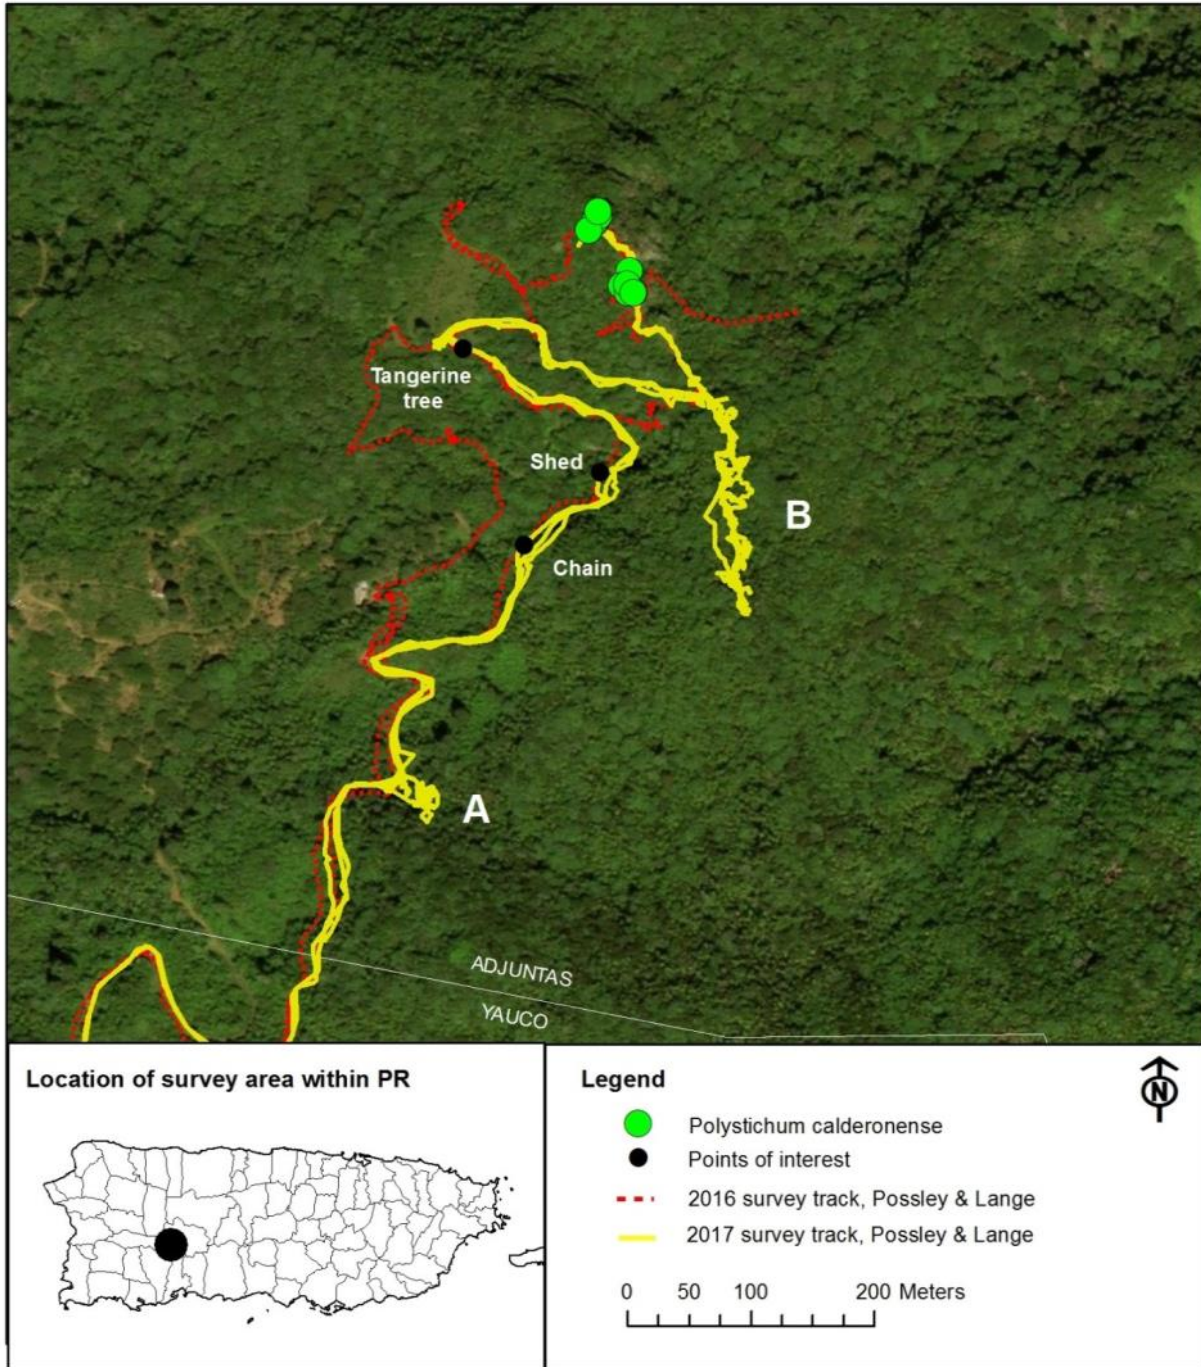 Tangerine
tree
Shed
B
Chain
A
ADJUNTAS
YAUCO
Location of survey area within PR
Legend
N
Polystichum calderonense
Points of interest
2016 survey track, Possley & Lange
2017 survey track, Possley & Lange
0 50 100 200 Meters